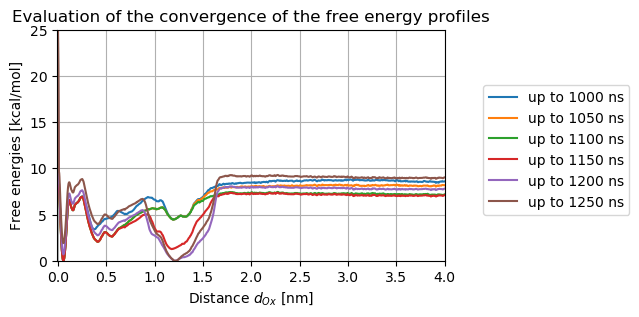 Evaluation of the convergence of the free energy profiles
Free energies [kcal/mol]
25
20
15
10
5
0
0.0 0.5 1.0 1.5 2.0 2.5 3.0 3.5 4.0
Distance d_{Ox} [nm]
up to 1000 ns
up to 1050 ns
up to 1100 ns
up to 1150 ns
up to 1200 ns
up to 1250 ns